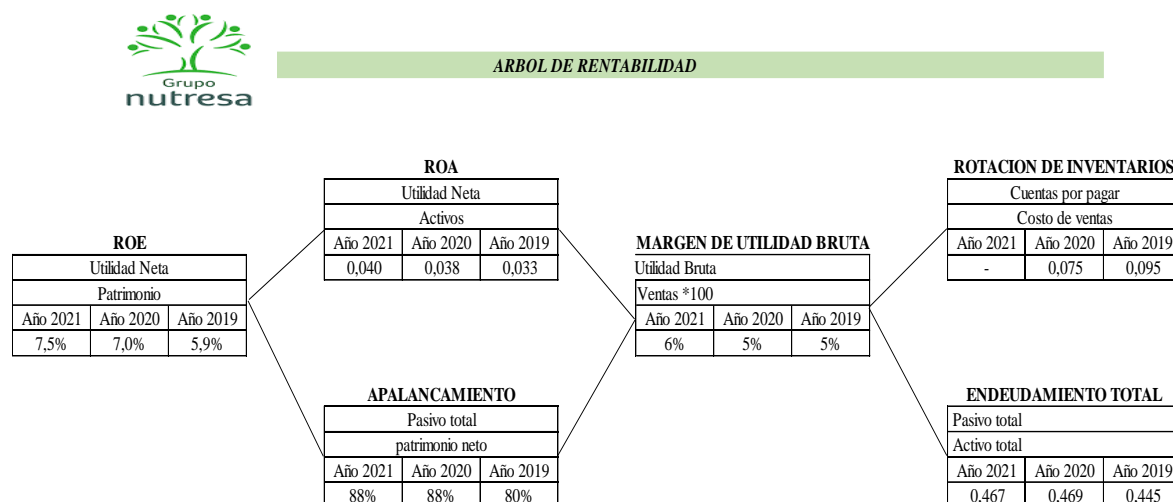 Grupo
nutresa
ARBOL DE RENTABILIDAD
ROE
Utilidad Neta
Patrimonio
Año 2021 Año 2020 Año 2019
7,5% 7,0% 5,9%
ROA
Utilidad Neta
Activos
Año 2021 Año 2020 Año 2019
0,040 0,038 0,033
APALANCAMIENTO
Pasivo total
patrimonio neto
Año 2021 Año 2020 Año 2019
88% 88% 80%
MARGEN DE UTILIDAD BRUTA
Utilidad Bruta
Ventas *100
Año 2021 Año 2020 Año 2019
6% 5% 5%
ROTACION DE INVENTARIOS
Cuentas por pagar
Costo de ventas
Año 2021 Año 2020 Año 2019
- 0,075 0,095
ENDEUDAMIENTO TOTAL
Pasivo total
Activo total
Año 2021 Año 2020 Año 2019
0,467 0,469 0,445